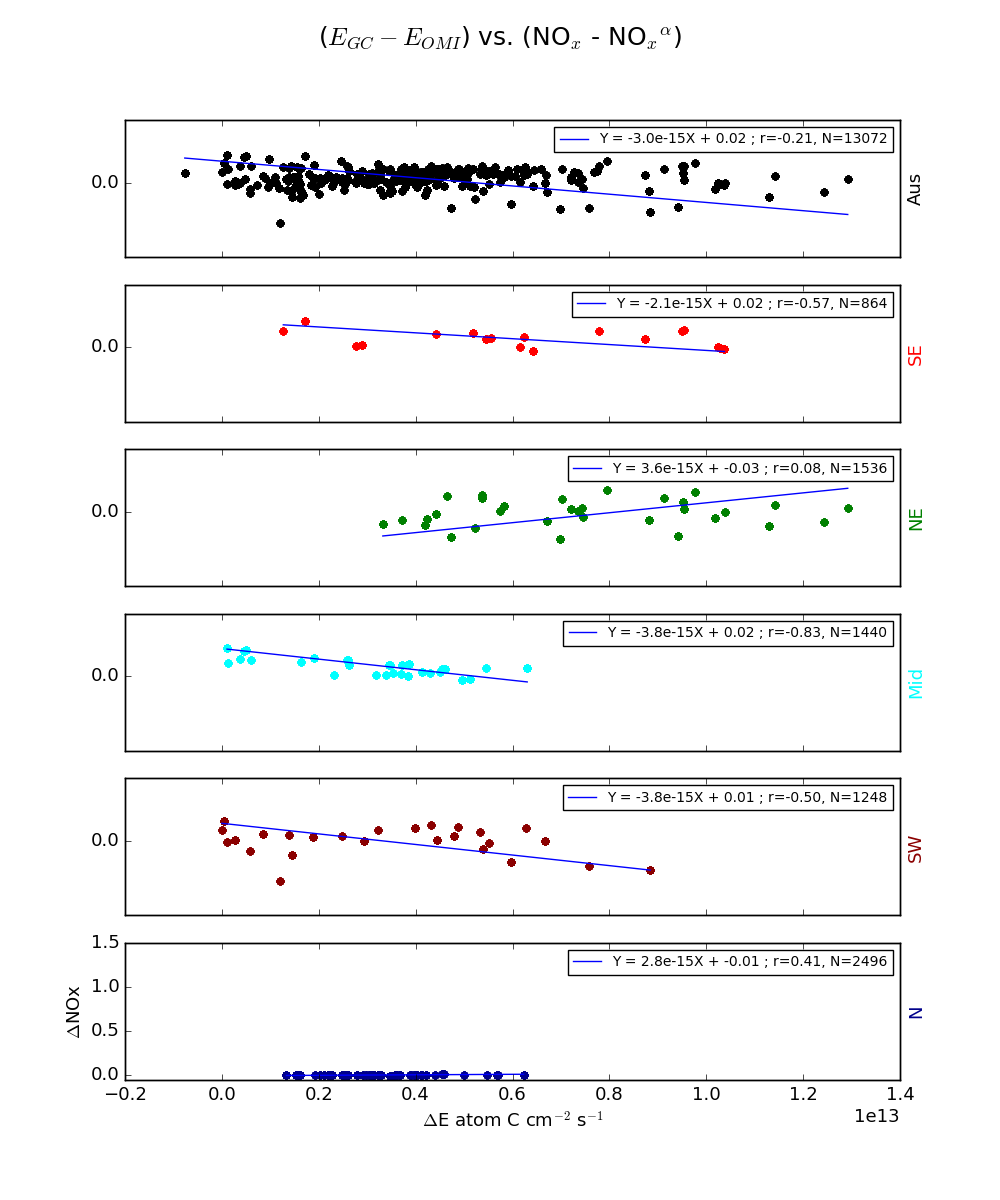 (E_GC − E_OMI) vs. (NO_x - NO_x^α)
Y = -3.0e-15X + 0.02 ; r=-0.21, N=13072
0.0
Aus
Y = -2.1e-15X + 0.02 ; r=-0.57, N=864
0.0
SE
Y = 3.6e-15X + -0.03 ; r=0.08, N=1536
0.0
NE
Y = -3.8e-15X + 0.02 ; r=-0.83, N=1440
0.0
Mid
Y = -3.8e-15X + 0.01 ; r=-0.50, N=1248
0.0
SW
Y = 2.8e-15X + -0.01 ; r=0.41, N=2496
1.5
1.0
0.5
0.0
ΔNOx
N
−0.2 0.0 0.2 0.4 0.6 0.8 1.0 1.2 1.4
1e13
ΔE atom C cm⁻² s⁻¹